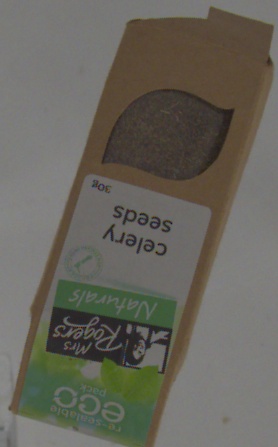 re-sealable
eco
pack
Mrs
Rogers
Naturals
celery
seeds
30g